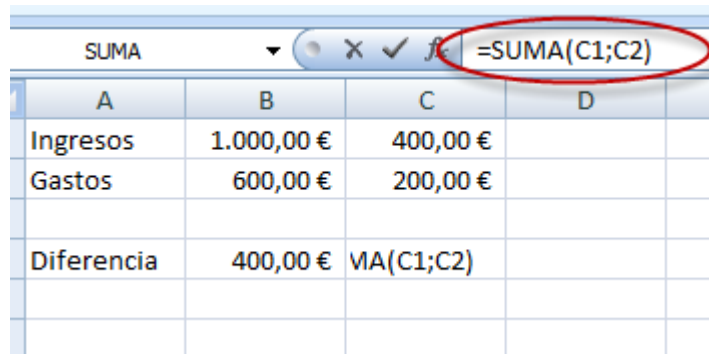 SUMA =SUMA(C1;C2)
A B C D
Ingresos 1.000,00 € 400,00 €
Gastos 600,00 € 200,00 €
Diferencia 400,00 € MA(C1;C2)